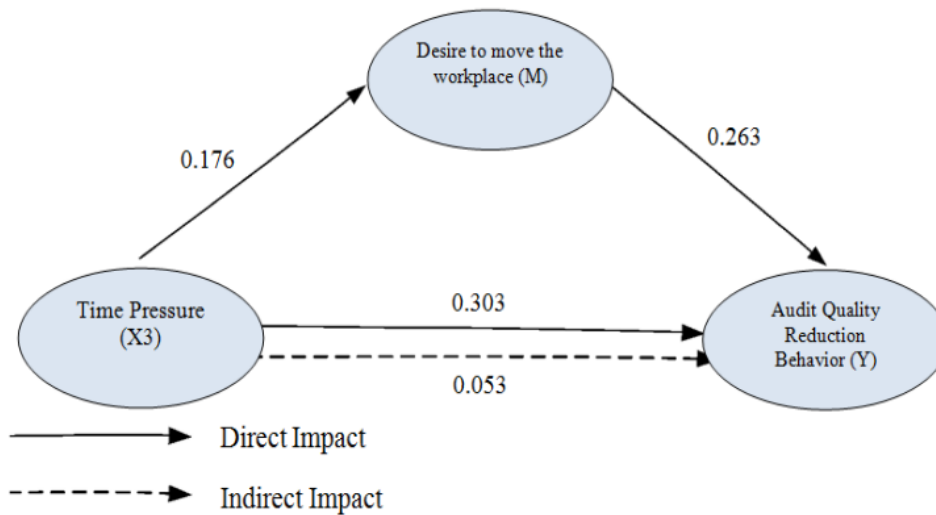 Desire to move the
workplace (M)
0.176
0.263
Time Pressure
(X3)
0.303
0.053
Audit Quality
Reduction
Behavior (Y)
Direct Impact
Indirect Impact